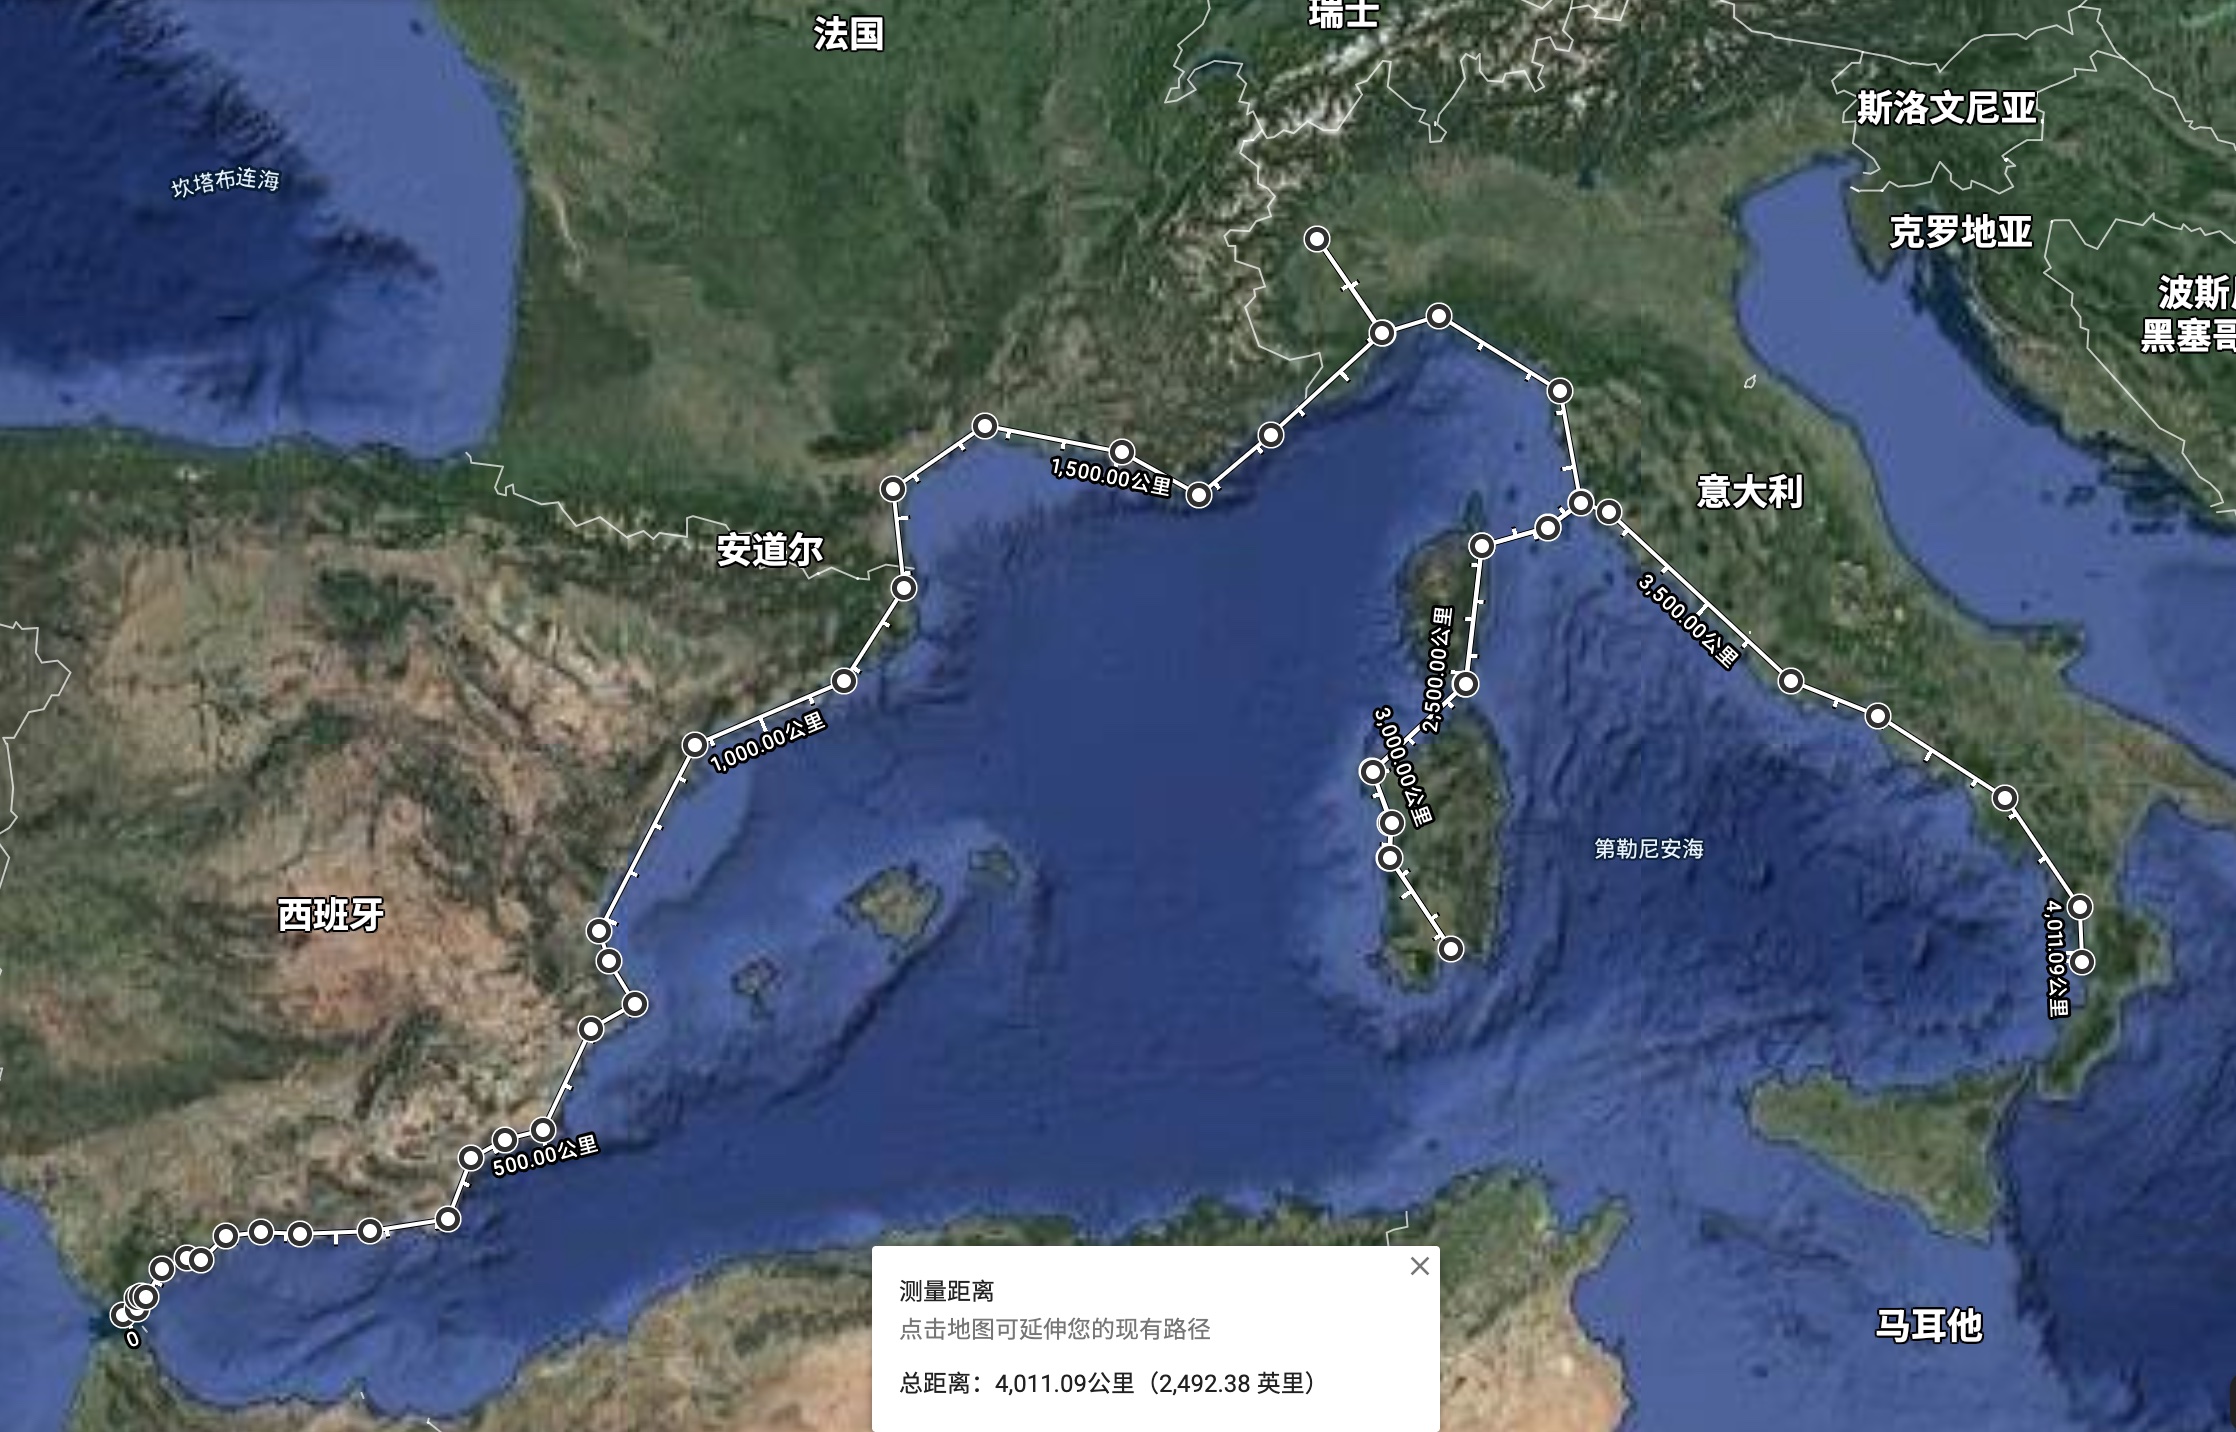 瑞士
法国
斯洛文尼亚
坎塔布连海
克罗地亚
黑塞哥
1,500.00公里
意大利
安道尔
3,500.00公里
2,500.00公里
1,000.00公里
3,000.00公里
第勒尼安海
西班牙
4,011.09公里
500.00公里
0
马耳他
测量距离
点击地图可延伸您的现有路径
总距离：4,011.09公里（2,492.38 英里）